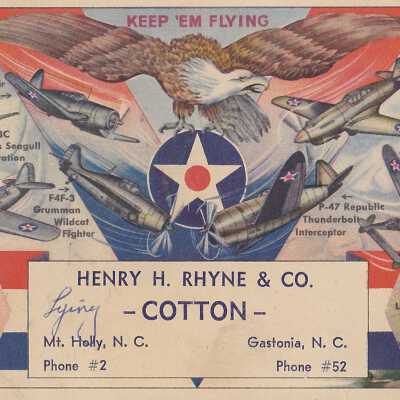 KEEP 'EM FLYING
Seagull
F4F-3
Grumman
Wildcat
Fighter
P-47 Republic
Thunderbolt
Interceptor
HENRY H. RHYNE & CO.
- COTTON -
Mt. Holly, N. C.
Gastonia, N. C.
Phone #2
Phone #52